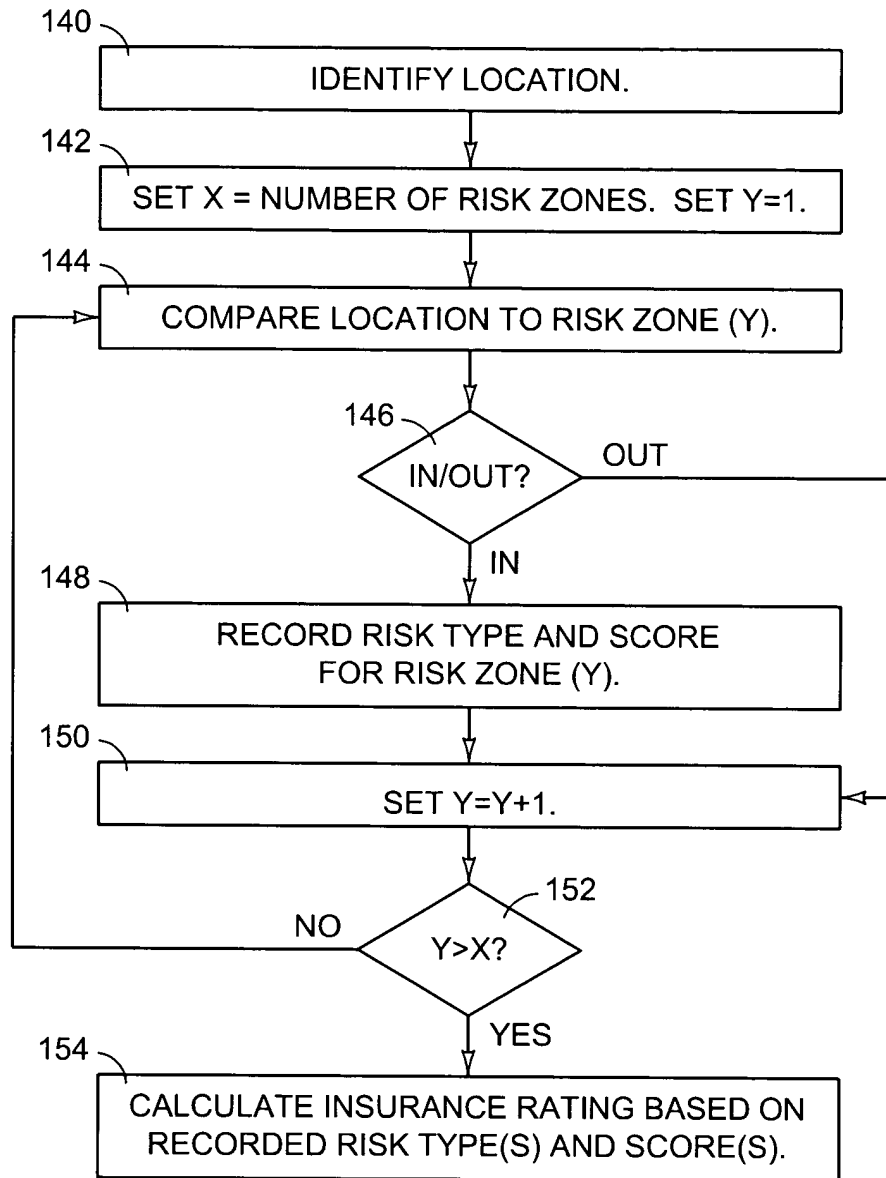 140
IDENTIFY LOCATION.
142
SET X = NUMBER OF RISK ZONES. SET Y=1.
144
COMPARE LOCATION TO RISK ZONE (Y).
146
IN/OUT?
OUT
IN
148
RECORD RISK TYPE AND SCORE
FOR RISK ZONE (Y).
150
SET Y=Y+1.
152
NO
Y>X?
YES
154
CALCULATE INSURANCE RATING BASED ON
RECORDED RISK TYPE(S) AND SCORE(S).